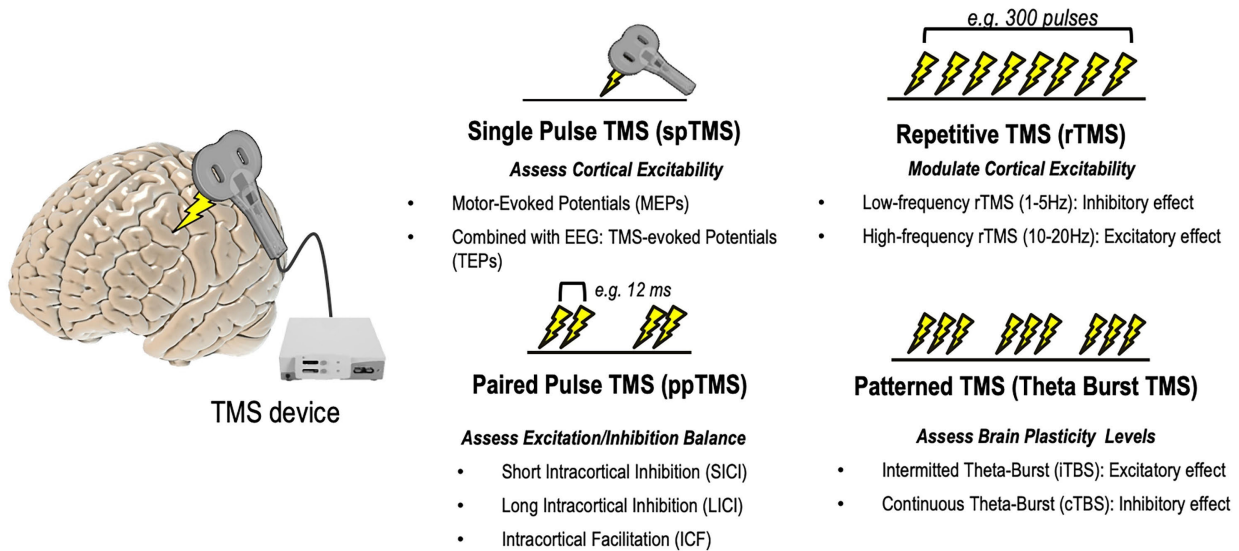 TMS device
Single Pulse TMS (spTMS)
Assess Cortical Excitability
• Motor-Evoked Potentials (MEPs)
• Combined with EEG: TMS-evoked Potentials
(TEPs)
e.g. 12 ms
Paired Pulse TMS (ppTMS)
Assess Excitation/Inhibition Balance
• Short Intracortical Inhibition (SICI)
• Long Intracortical Inhibition (LICI)
• Intracortical Facilitation (ICF)
e.g. 300 pulses
Repetitive TMS (rTMS)
Modulate Cortical Excitability
• Low-frequency rTMS (1-5Hz): Inhibitory effect
• High-frequency rTMS (10-20Hz): Excitatory effect
Patterned TMS (Theta Burst TMS)
Assess Brain Plasticity Levels
• Intermitted Theta-Burst (iTBS): Excitatory effect
• Continuous Theta-Burst (cTBS): Inhibitory effect